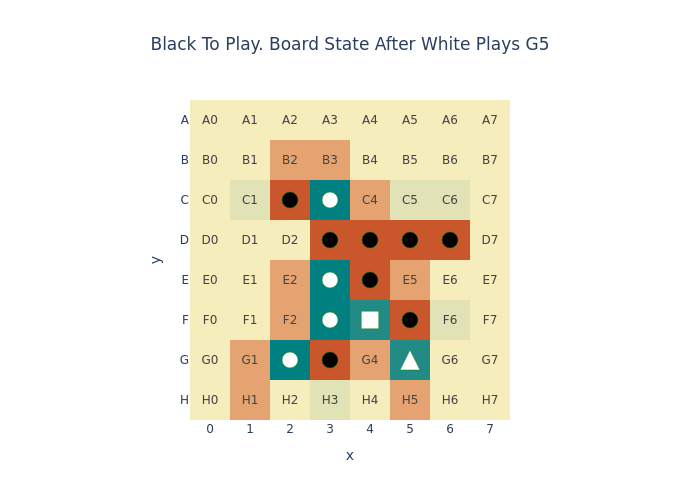 Black To Play. Board State After White Plays G5
A A0 A1 A2 A3 A4 A5 A6 A7
B B0 B1 B2 B3 B4 B5 B6 B7
C C0 C1 C4 C5 C6 C7
D D0 D1 D2 D7
E E0 E1 E2 E5 E6 E7
F F0 F1 F2 F6 F7
G G0 G1 G4 G6 G7
H H0 H1 H2 H3 H4 H5 H6 H7
0 1 2 3 4 5 6 7
x
y